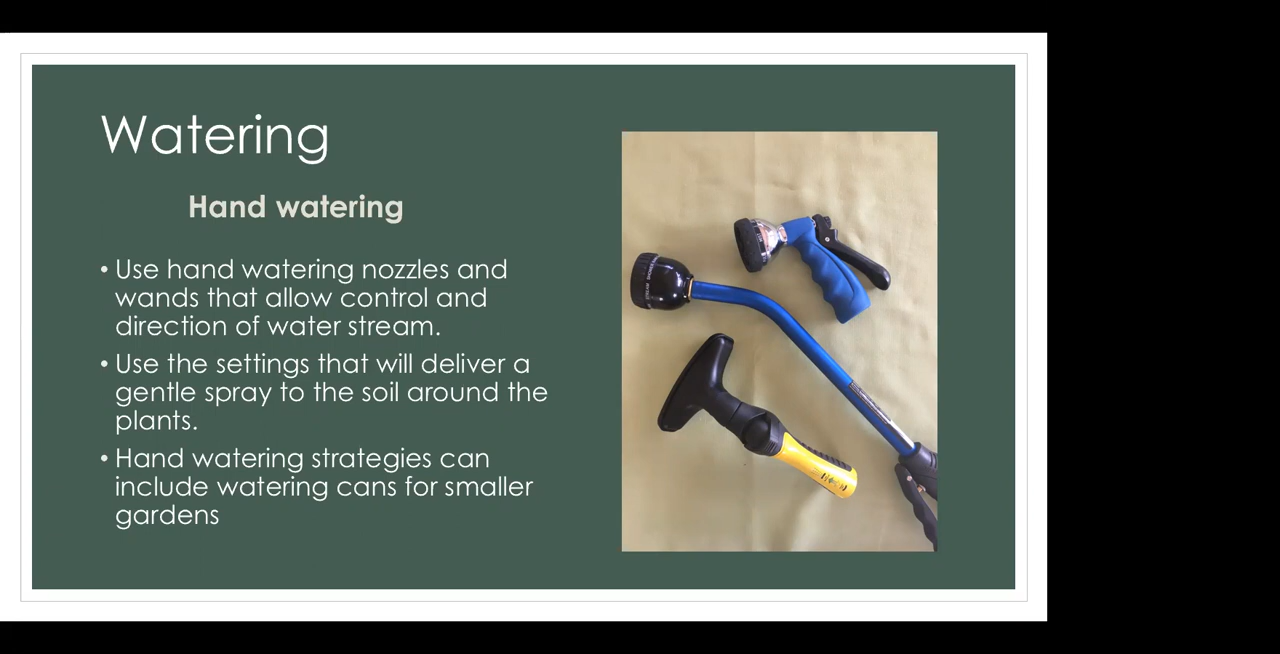 Watering
Hand watering
• Use hand watering nozzles and
wands that allow control and
direction of water stream.
• Use the settings that will deliver a
gentle spray to the soil around the
plants.
• Hand watering strategies can
include watering cans for smaller
gardens